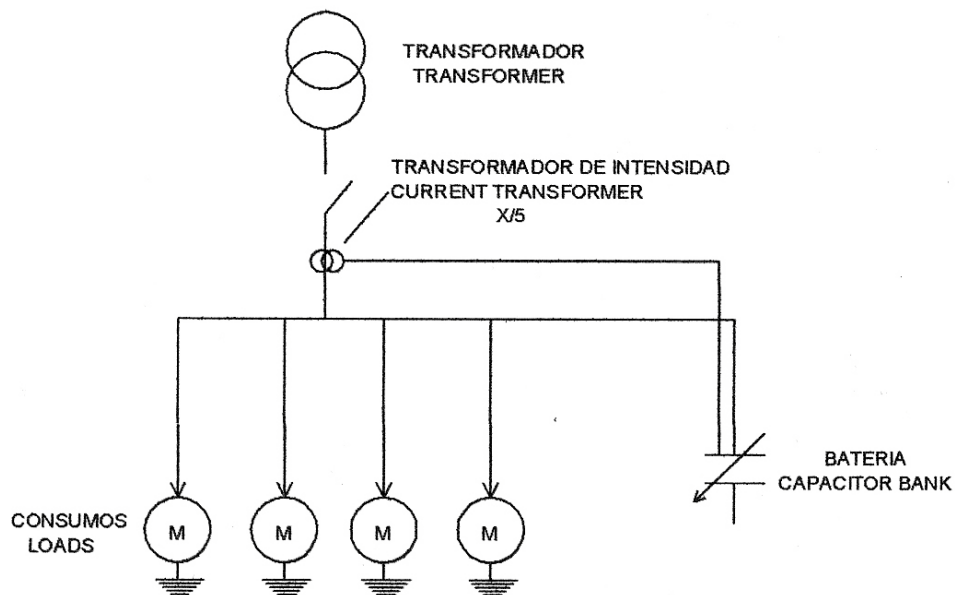 TRANSFORMADOR
TRANSFORMER
TRANSFORMADOR DE INTENSIDAD
CURRENT TRANSFORMER
X/5
BATERIA
CAPACITOR BANK
CONSUMOS
LOADS
M
M
M
M